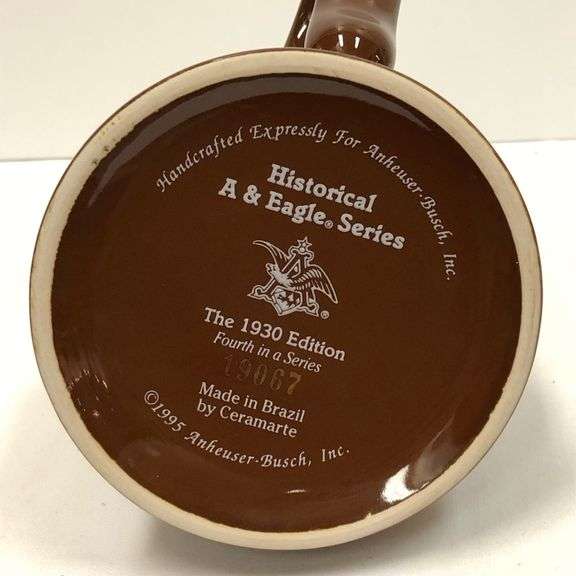 Handcrafted Expressly For Anheuser-Busch, Inc.
Historical
A & Eagle® Series
The 1930 Edition
Fourth in a Series
19067
Made in Brazil
by Ceramarte
©1995 Anheuser-Busch, Inc.